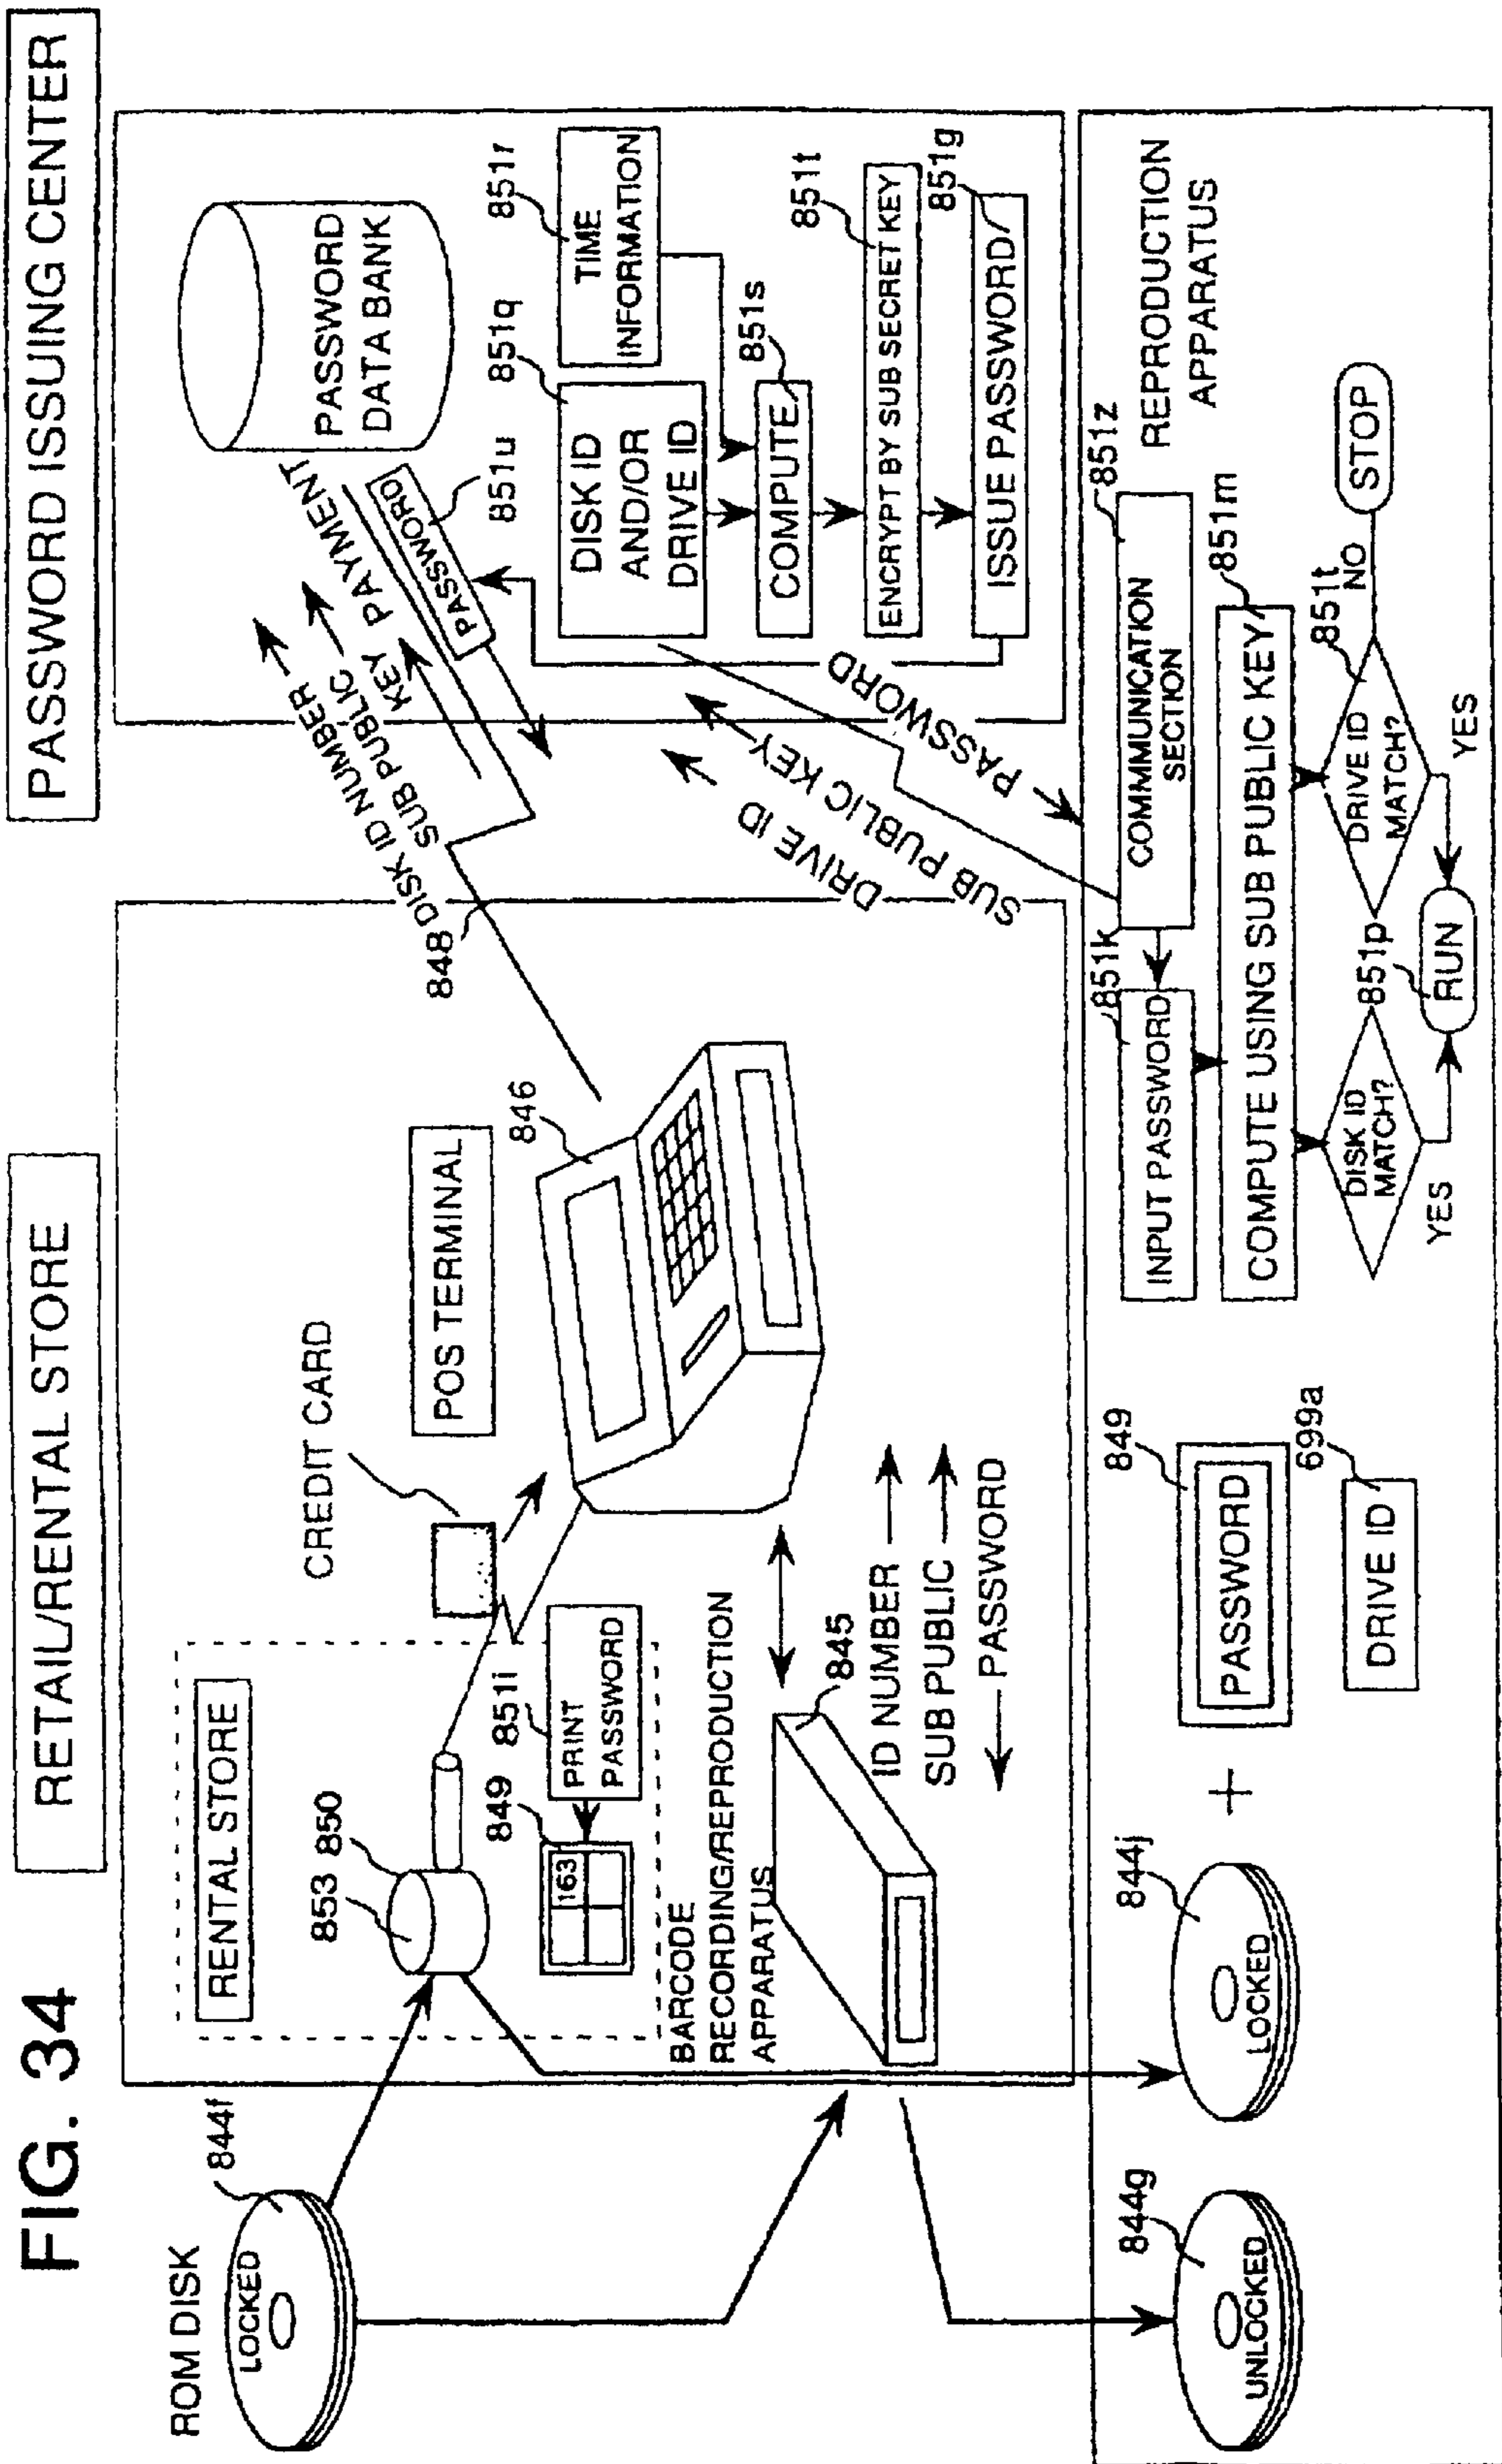 FIG. 34
RETAIL/RENTAL STORE
PASSWORD ISSUING CENTER
ROM DISK
844f
LOCKED
RENTAL STORE
853
850
849
163
851i
PRINT
PASSWORD
CREDIT CARD
POS TERMINAL
846
BARCODE
RECORDING/REPRODUCTION
APPARATUS
845
ID NUMBER
SUB PUBLIC
PASSWORD
848
DISK ID NUMBER
SUB PUBLIC
KEY
PAYMENT
PASSWORD
851u
PASSWORD
DATA BANK
851q
DISK ID
AND/OR
DRIVE ID
851r
TIME
INFORMATION
851s
COMPUTE
851t
ENCRYPT BY SUB SECRET KEY
851g
ISSUE PASSWORD
DRIVE ID
SUB PUBLIC KEY
PASSWORD
844g
UNLOCKED
844j
LOCKED
+
849
PASSWORD
699a
DRIVE ID
REPRODUCTION
APPARATUS
851k
INPUT PASSWORD
851z
COMMMUNICATION
SECTION
851m
COMPUTE USING SUB PUBLIC KEY
DISK ID
MATCH?
YES
851p
RUN
DRIVE ID
MATCH?
851t
NO
STOP
YES